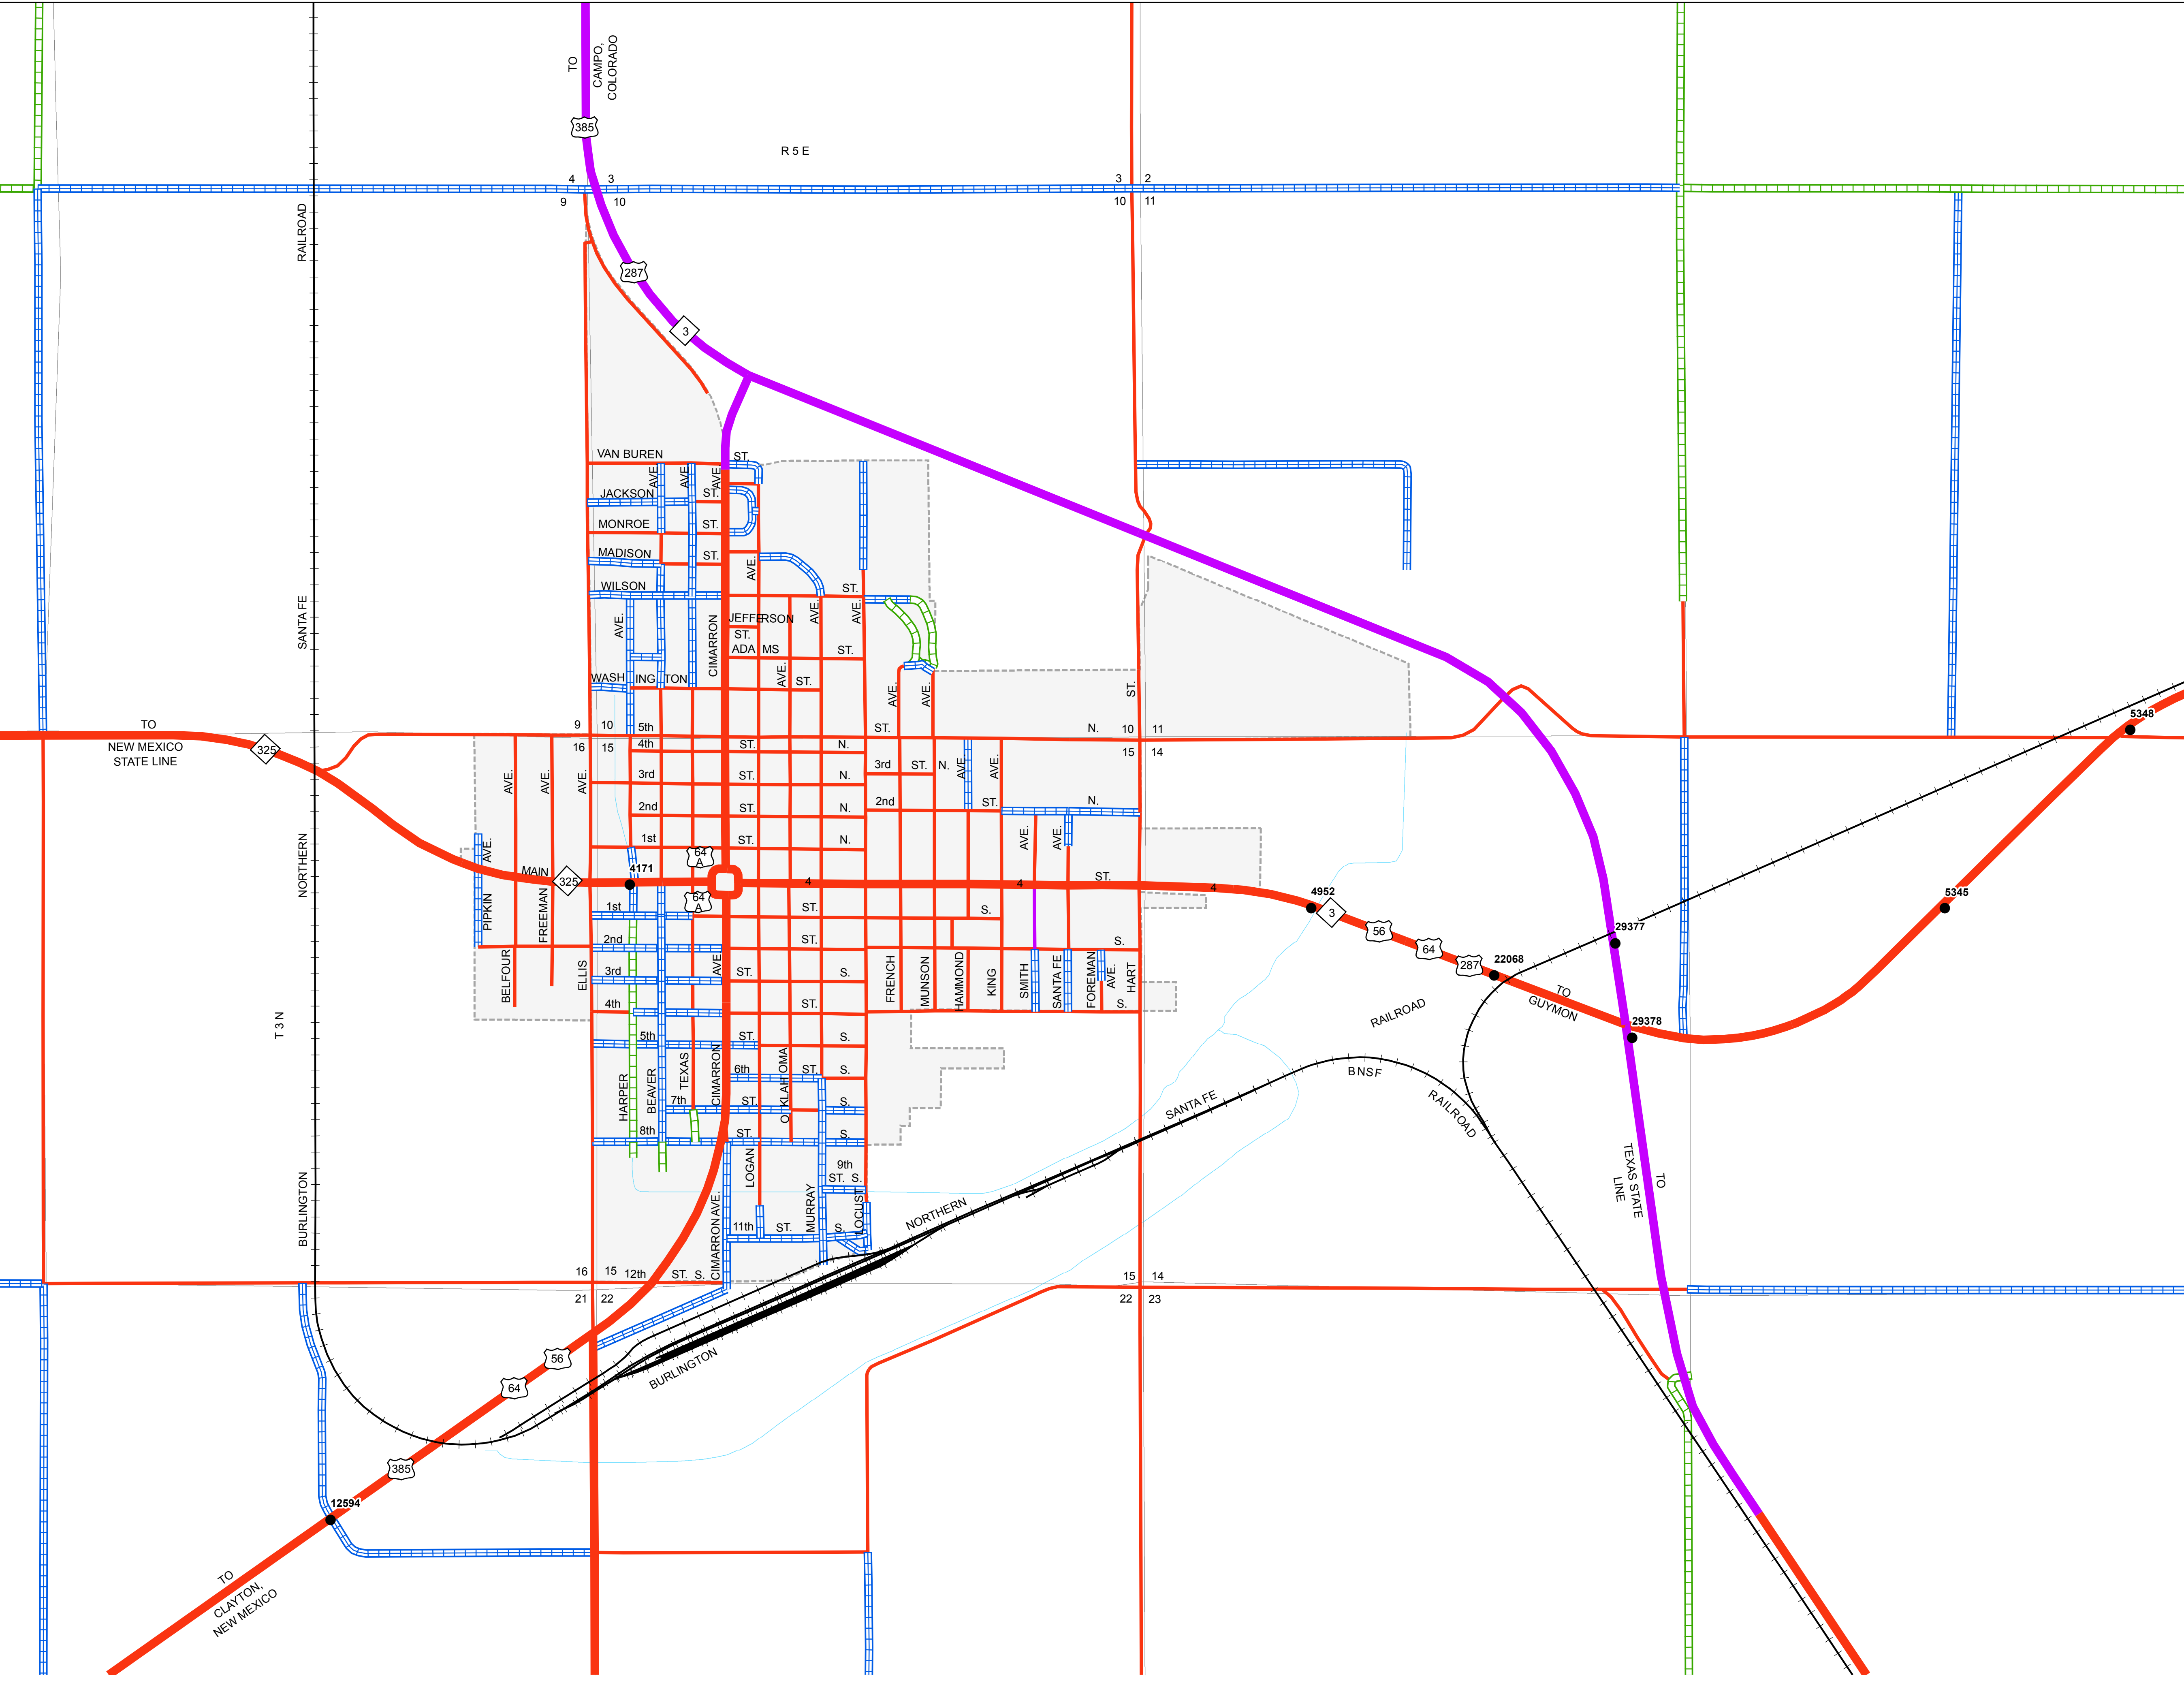 TO
CAMPO,
COLORADO
385
R 5 E
4 3
9 10
3 2
10 11
RAILROAD
287
3
VAN BUREN ST.
AVE.
AVE.
AVE.
JACKSON ST.
MONROE ST.
MADISON ST.
AVE.
WILSON ST.
AVE.
CIMARRON
JEFFERSON
ST.
AVE.
AVE.
ADAMS ST.
SANTA FE
WASHINGTON ST.
AVE.
AVE.
AVE.
ST.
TO
NEW MEXICO
STATE LINE
325
9 10
16 15
5th ST. N.
10 11
15 14
4th ST. N.
3rd ST. N.
3rd ST. N.
2nd ST. N.
2nd ST. N.
1st ST. N.
AVE.
AVE.
AVE.
AVE.
AVE.
AVE.
AVE.
AVE.
5348
NORTHERN
PIPKIN
FREEMAN
MAIN
325
4171
64
A
64
A
4
4
ST.
4
4952
3
56
64
287
22068
29377
5345
29378
TO
GUYMON
1st ST. S.
2nd ST. S.
3rd ST. S.
4th ST. S.
5th ST. S.
6th ST. S.
7th ST. S.
8th ST. S.
9th
ST. S.
11th ST. S.
12th ST. S.
BELFOUR
ELLIS
AVE.
FRENCH
MUNSON
HAMMOND
KING
SMITH
SANTA FE
FOREMAN
AVE.
HART
T 3 N
HARPER
BEAVER
TEXAS
CIMARRON
OKLAHOMA
LOGAN
MURRAY
LOCUST
CIMARRON AVE.
RAILROAD
BNSF
SANTA FE
RAILROAD
NORTHERN
BURLINGTON
BURLINGTON
TO
TEXAS STATE
LINE
16 15
21 22
15 14
22 23
56
64
385
12594
TO
CLAYTON,
NEW MEXICO